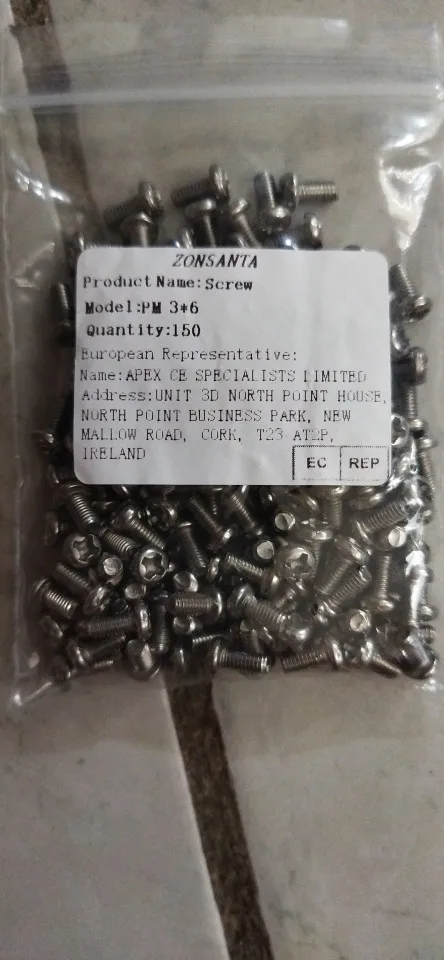 ZONSANTA
Product Name:Screw
Model:PM 3*6
Quantity:150
European Representative:
Name:APEX CE SPECIALISTS LIMITED
Address:UNIT 3D NORTH POINT HOUSE,
NORTH POINT BUSINESS PARK, NEW
MALLOW ROAD, CORK, T23 AT2P,
IRELAND
EC REP